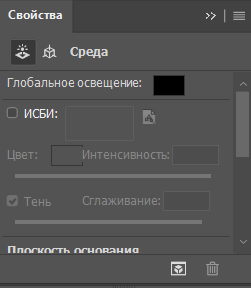 Свойства
Среда
Глобальное освещение:
ИСБИ:
Цвет: Интенсивность:
Тень Сглаживание:
Плоскость основания